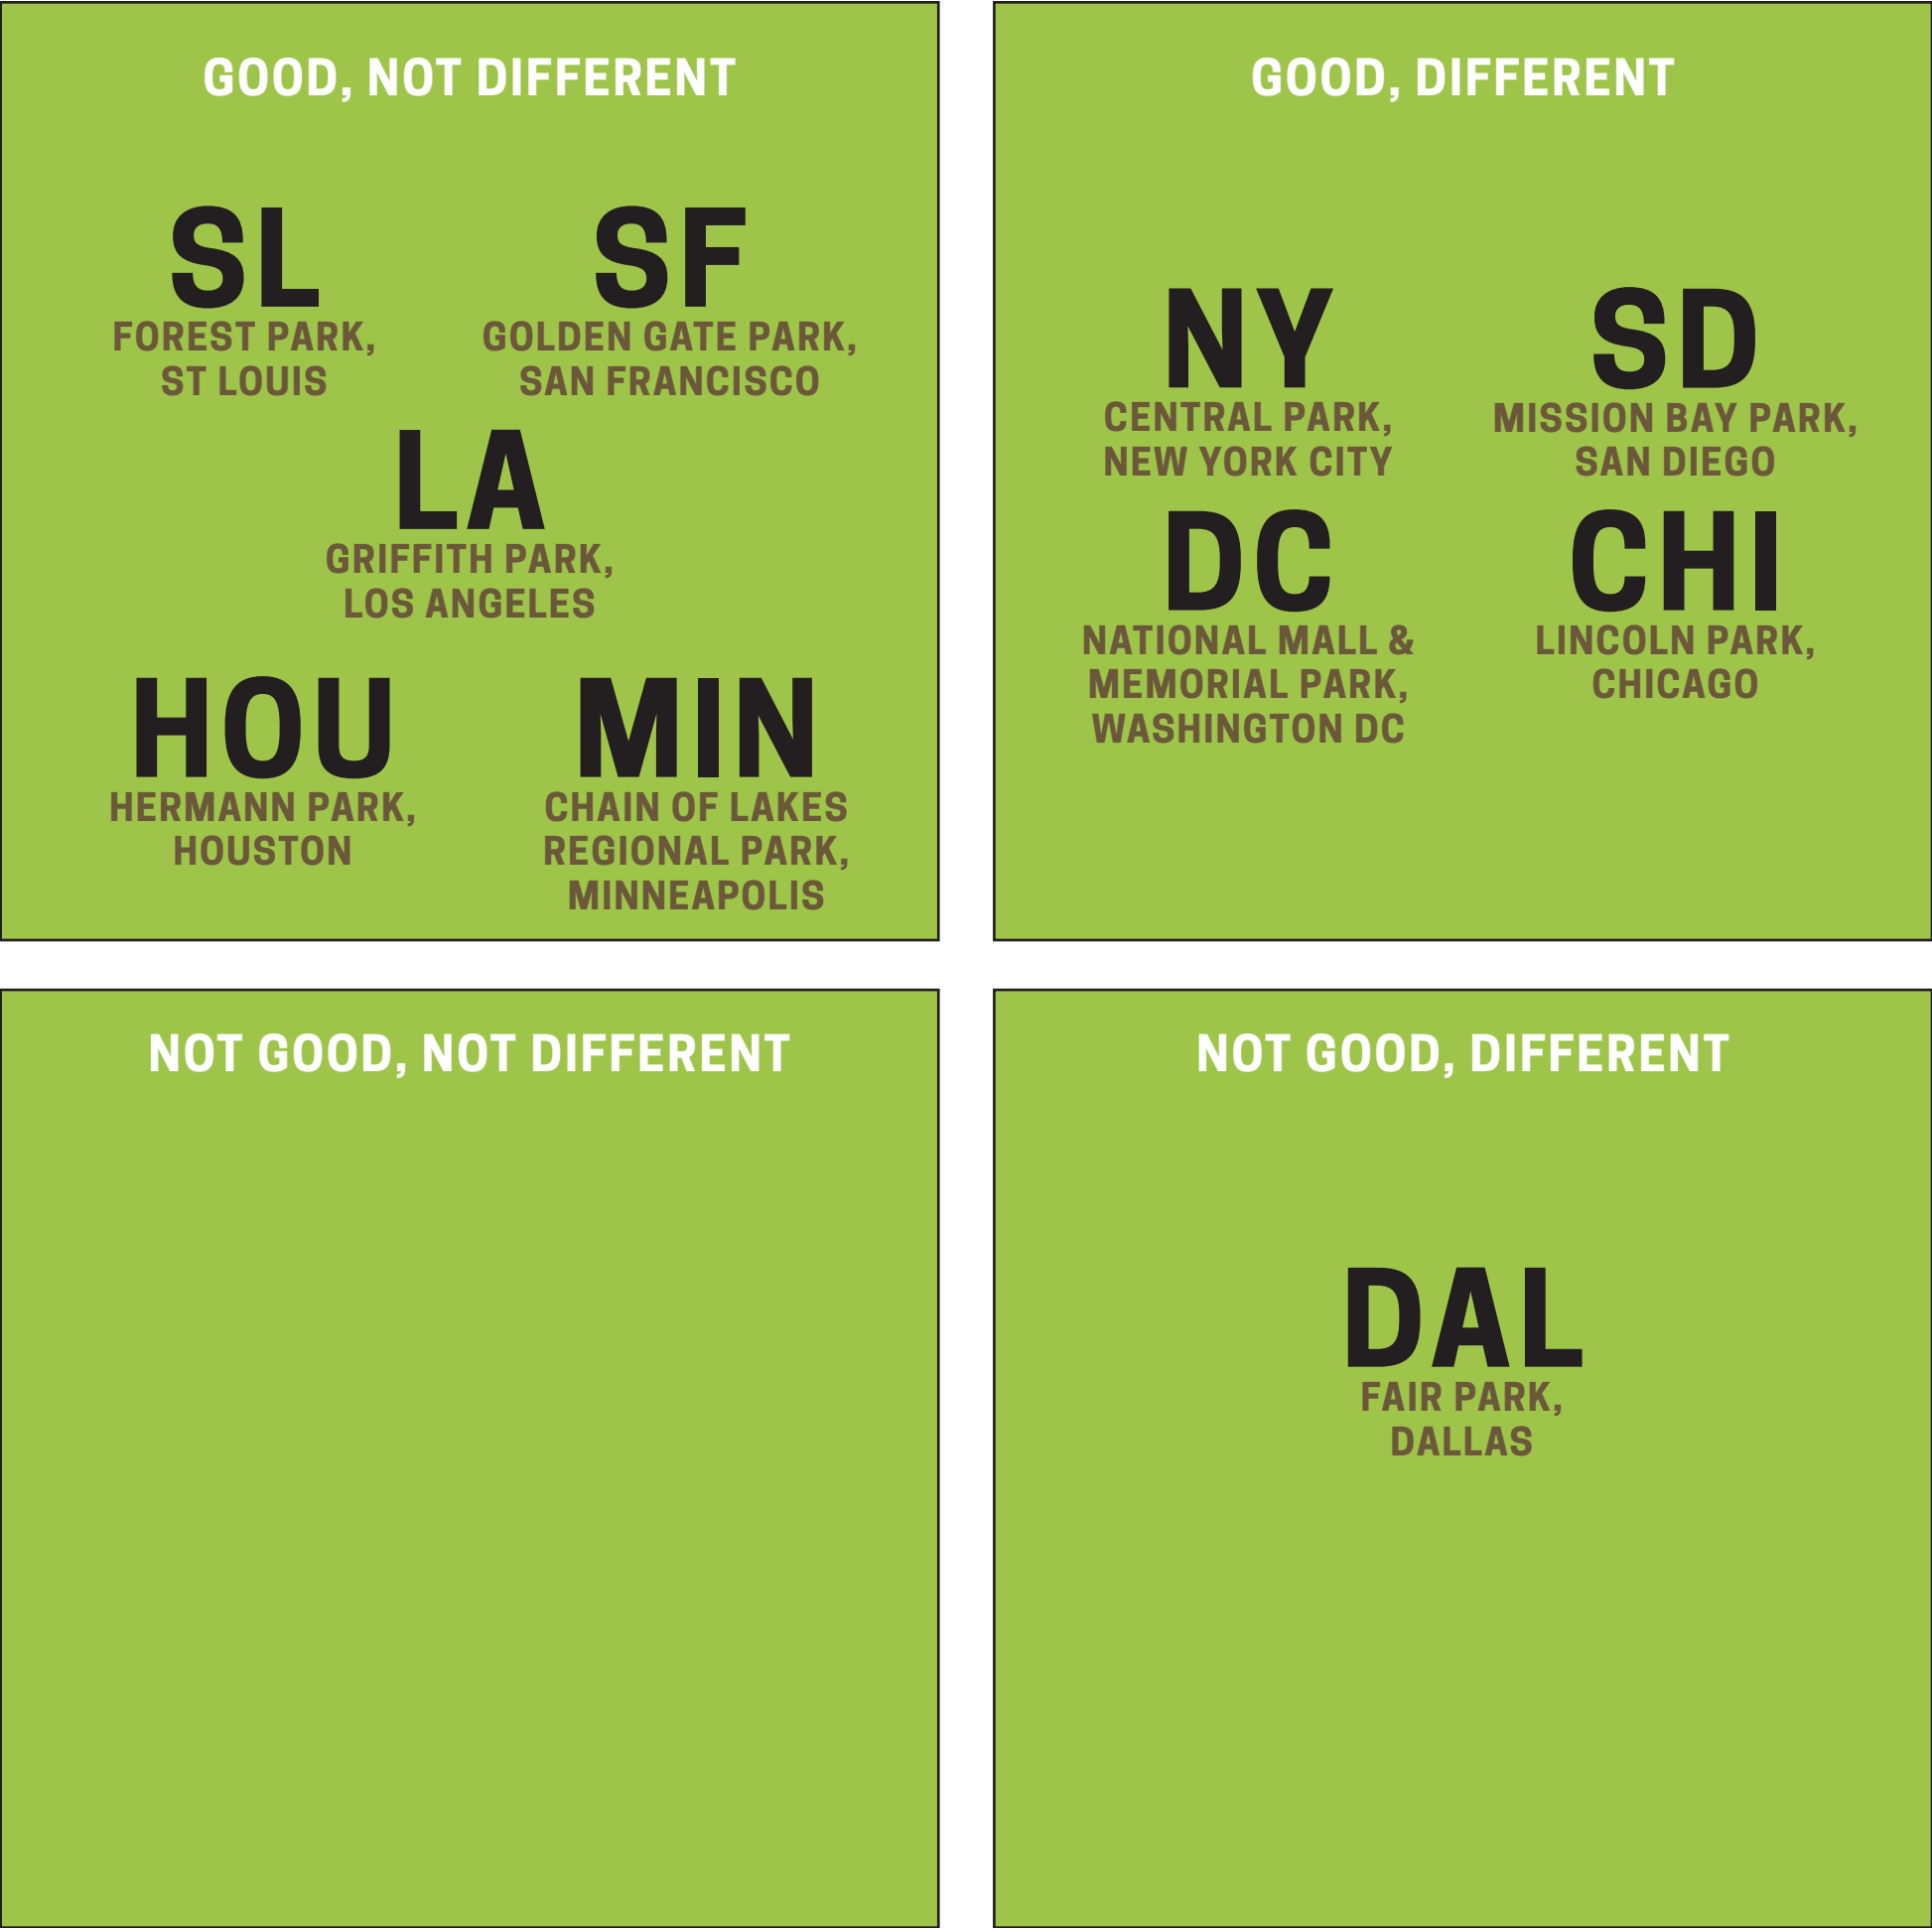 GOOD, NOT DIFFERENT
SL
FOREST PARK,
ST LOUIS
SF
GOLDEN GATE PARK,
SAN FRANCISCO
LA
GRIFFITH PARK,
LOS ANGELES
HOU
HERMANN PARK,
HOUSTON
MIN
CHAIN OF LAKES
REGIONAL PARK,
MINNEAPOLIS
GOOD, DIFFERENT
NY
CENTRAL PARK,
NEW YORK CITY
SD
MISSION BAY PARK,
SAN DIEGO
DC
NATIONAL MALL &
MEMORIAL PARK,
WASHINGTON DC
CHI
LINCOLN PARK,
CHICAGO
NOT GOOD, NOT DIFFERENT
NOT GOOD, DIFFERENT
DAL
FAIR PARK,
DALLAS